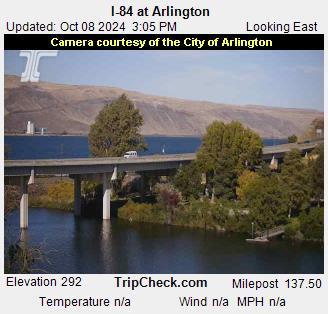 I-84 at Arlington
Updated: Oct 08 2024 3:05 PM Looking East
Camera courtesy of the City of Arlington
Elevation 292 TripCheck.com Milepost 137.50
Temperature n/a Wind n/a MPH n/a